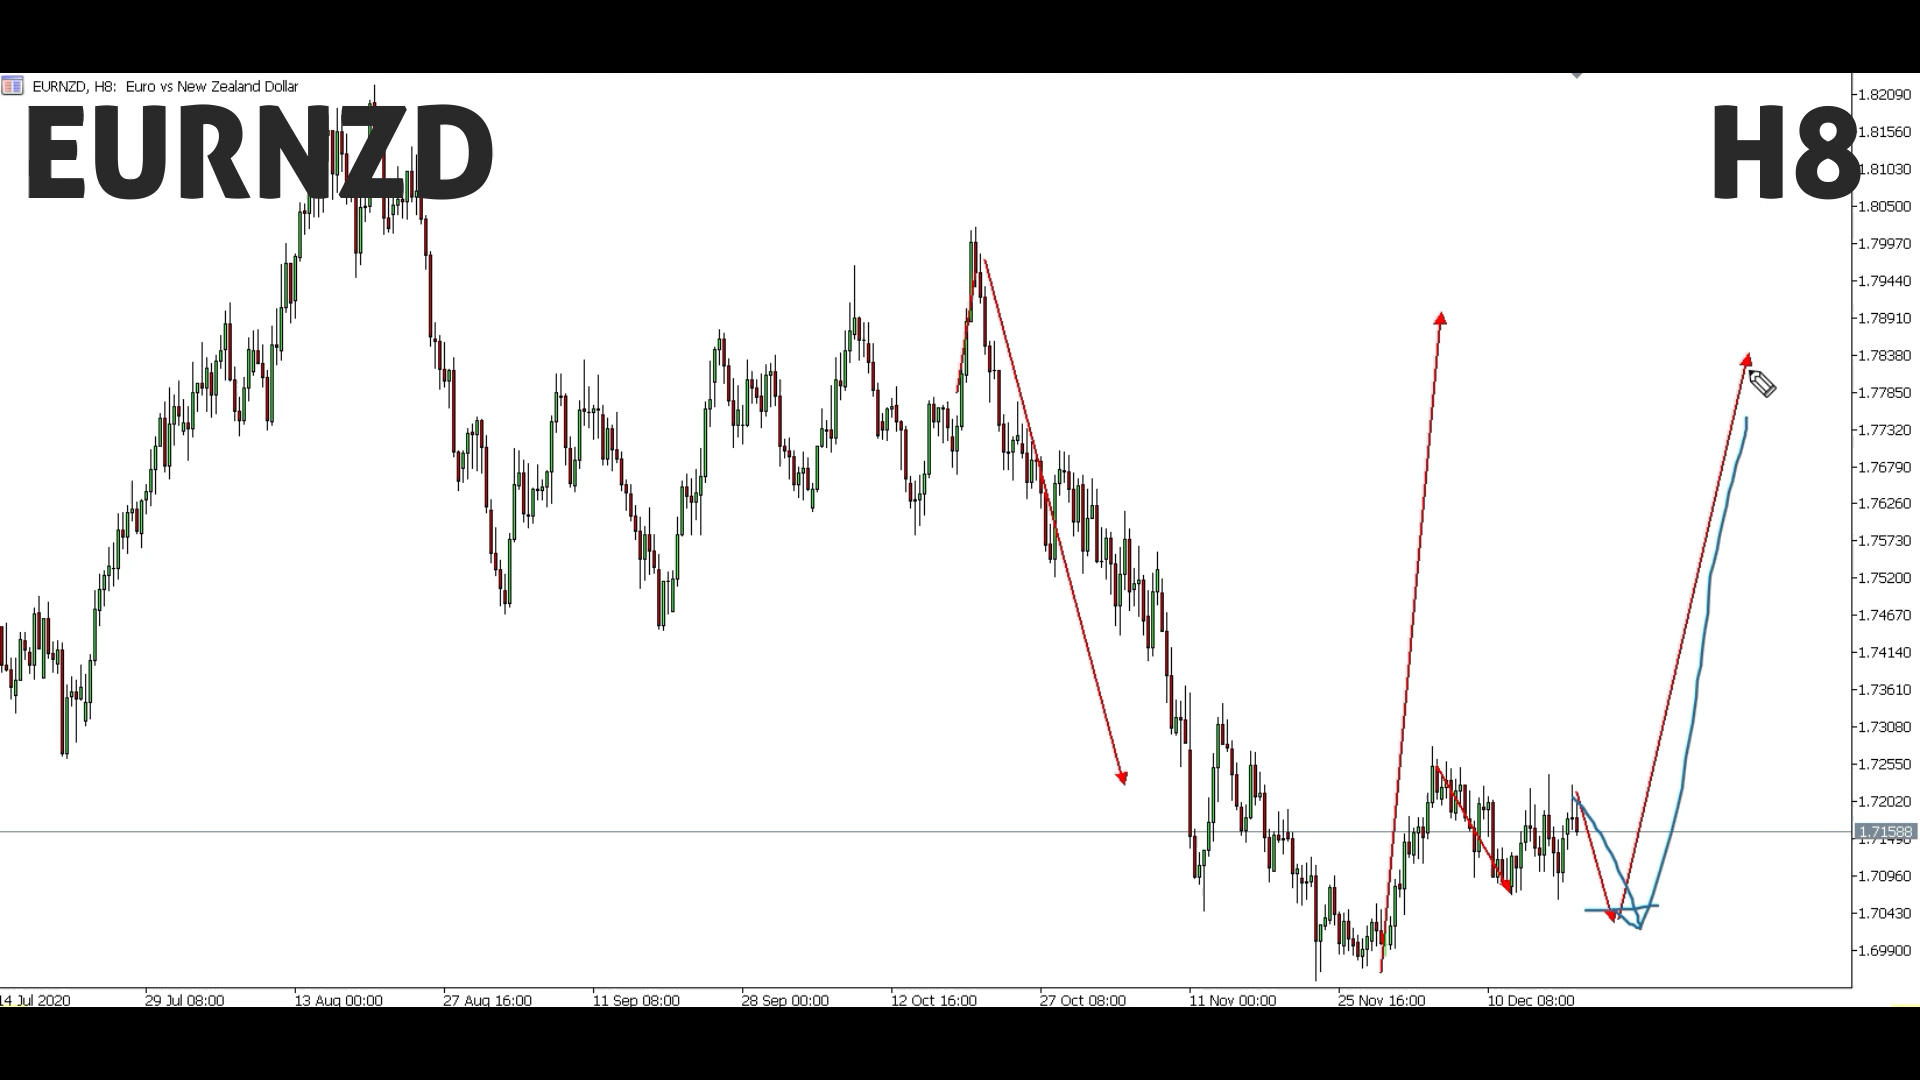 EURNZD, H8: Euro vs New Zealand Dollar
EURNZD
H8
1.82090
1.81560
1.81030
1.80500
1.79970
1.79440
1.78910
1.78380
1.77850
1.77320
1.76790
1.76260
1.75730
1.75200
1.74670
1.74140
1.73610
1.73080
1.72550
1.72020
1.71588
1.71490
1.70960
1.70430
1.69900
14 Jul 2020
29 Jul 08:00
13 Aug 00:00
27 Aug 16:00
11 Sep 08:00
28 Sep 00:00
12 Oct 16:00
27 Oct 08:00
11 Nov 00:00
25 Nov 16:00
10 Dec 08:00